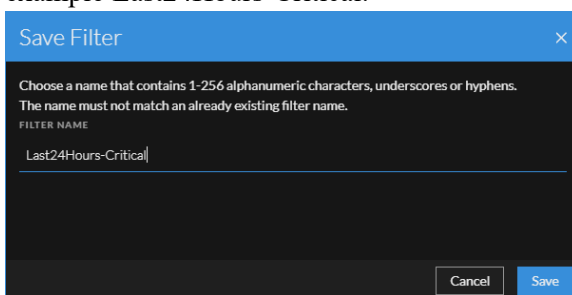 Save Filter
Choose a name that contains 1-256 alphanumeric characters, underscores or hyphens.
The name must not match an already existing filter name.
FILTER NAME
Last24Hours-Critical
Cancel Save